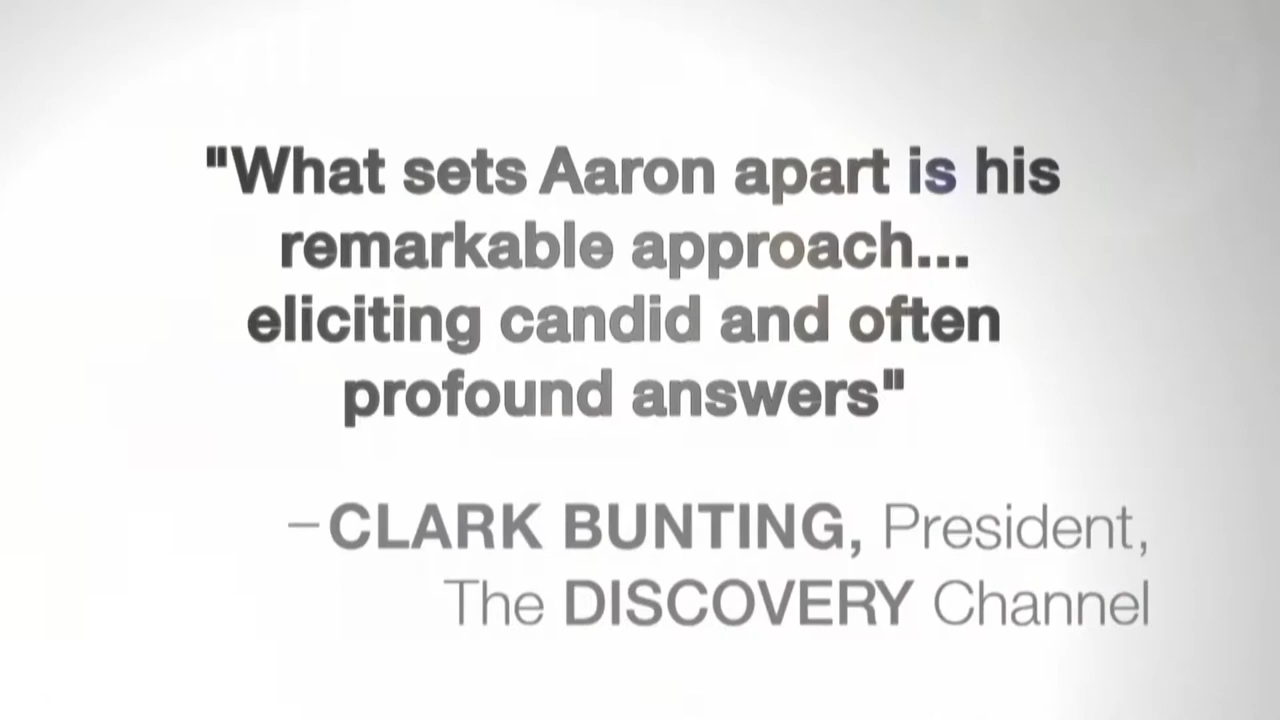 "What sets Aaron apart is his
remarkable approach...
eliciting candid and often
profound answers"
–CLARK BUNTING, President,
The DISCOVERY Channel